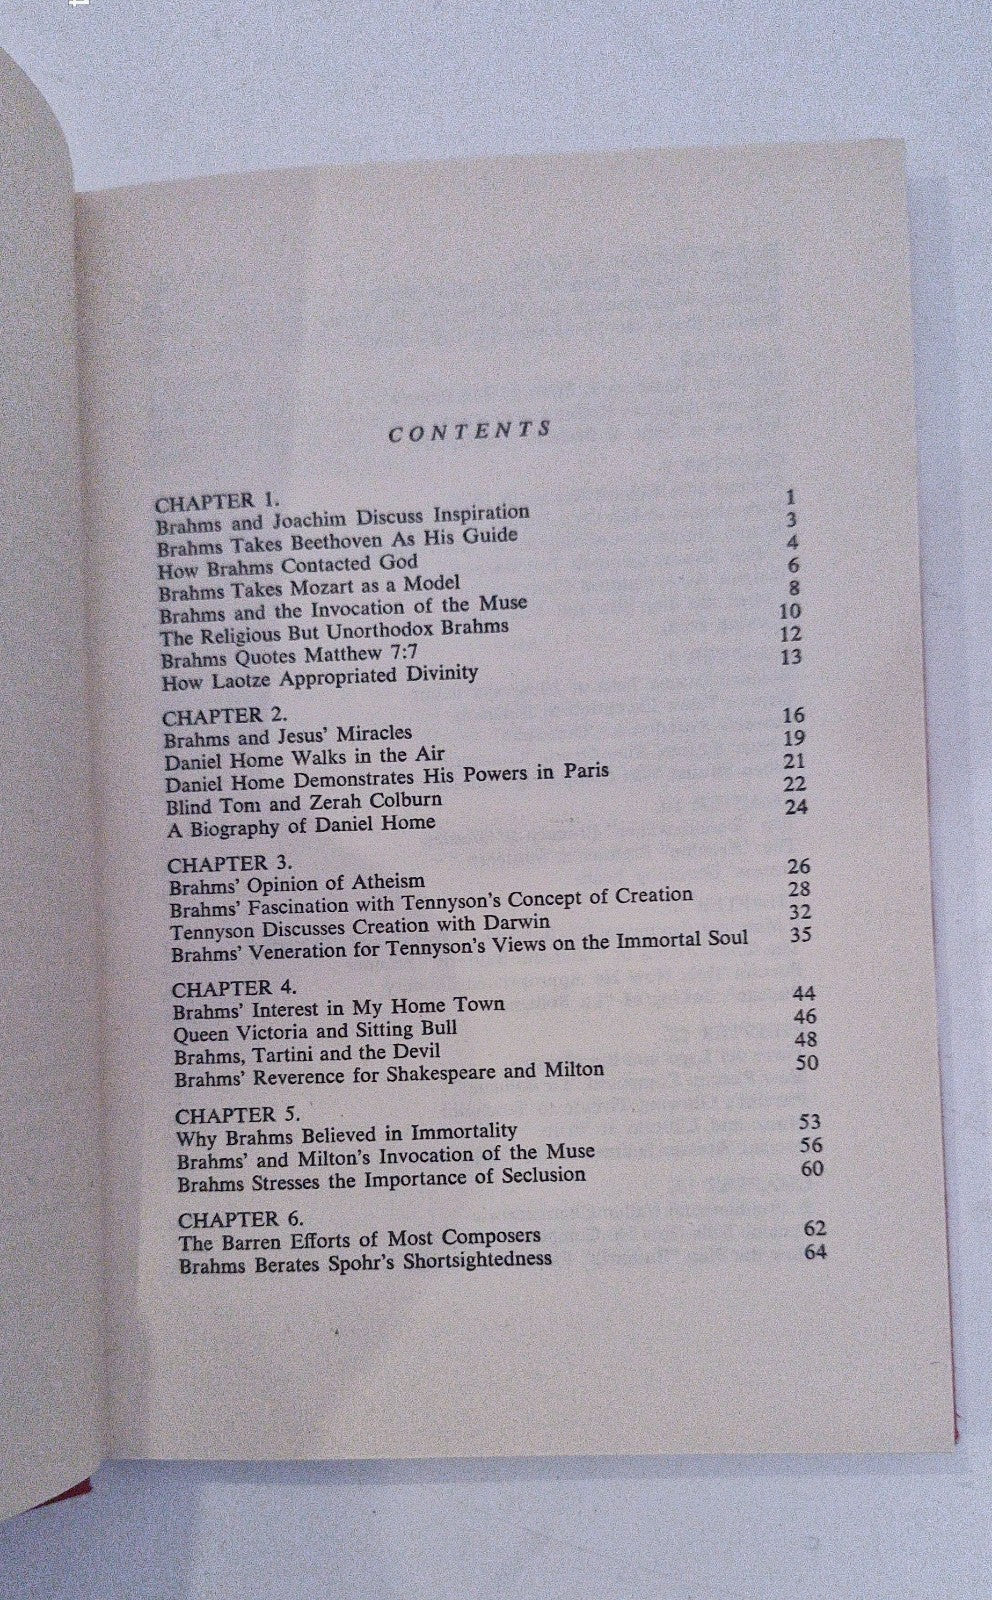 CONTENTS
CHAPTER 1.
Brahms and Joachim Discuss Inspiration 1
Brahms Takes Beethoven As His Guide 3
How Brahms Contacted God 4
Brahms Takes Mozart as a Model 6
Brahms and the Invocation of the Muse 8
The Religious But Unorthodox Brahms 10
Brahms Quotes Matthew 7:7 12
How Laotze Appropriated Divinity 13
CHAPTER 2.
Brahms and Jesus' Miracles 16
Daniel Home Walks in the Air 19
Daniel Home Demonstrates His Powers in Paris 21
Blind Tom and Zerah Colburn 22
A Biography of Daniel Home 24
CHAPTER 3.
Brahms' Opinion of Atheism 26
Brahms' Fascination with Tennyson's Concept of Creation 28
Tennyson Discusses Creation with Darwin 32
Brahms' Veneration for Tennyson's Views on the Immortal Soul 35
CHAPTER 4.
Brahms' Interest in My Home Town 44
Queen Victoria and Sitting Bull 46
Brahms, Tartini and the Devil 48
Brahms' Reverence for Shakespeare and Milton 50
CHAPTER 5.
Why Brahms Believed in Immortality 53
Brahms' and Milton's Invocation of the Muse 56
Brahms Stresses the Importance of Seclusion 60
CHAPTER 6.
The Barren Efforts of Most Composers 62
Brahms Berates Spohr's Shortsightedness 64